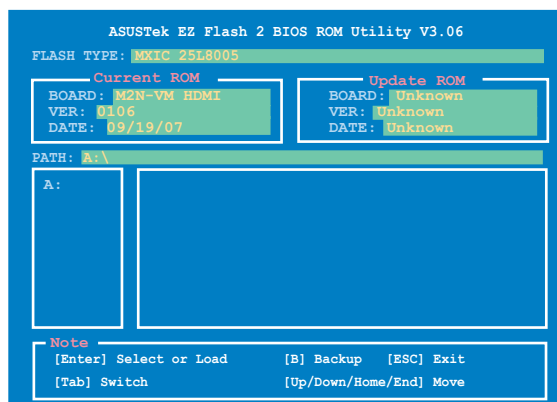 ASUSTek EZ Flash 2 BIOS ROM Utility V3.06
FLASH TYPE: MXIC 25L8005
Current ROM
BOARD: M2N-VM HDMI
VER: 0106
DATE: 09/19/07
Update ROM
BOARD: Unknown
VER: Unknown
DATE: Unknown
PATH: A:\
A:
Note
[Enter] Select or Load [B] Backup [ESC] Exit
[Tab] Switch [Up/Down/Home/End] Move